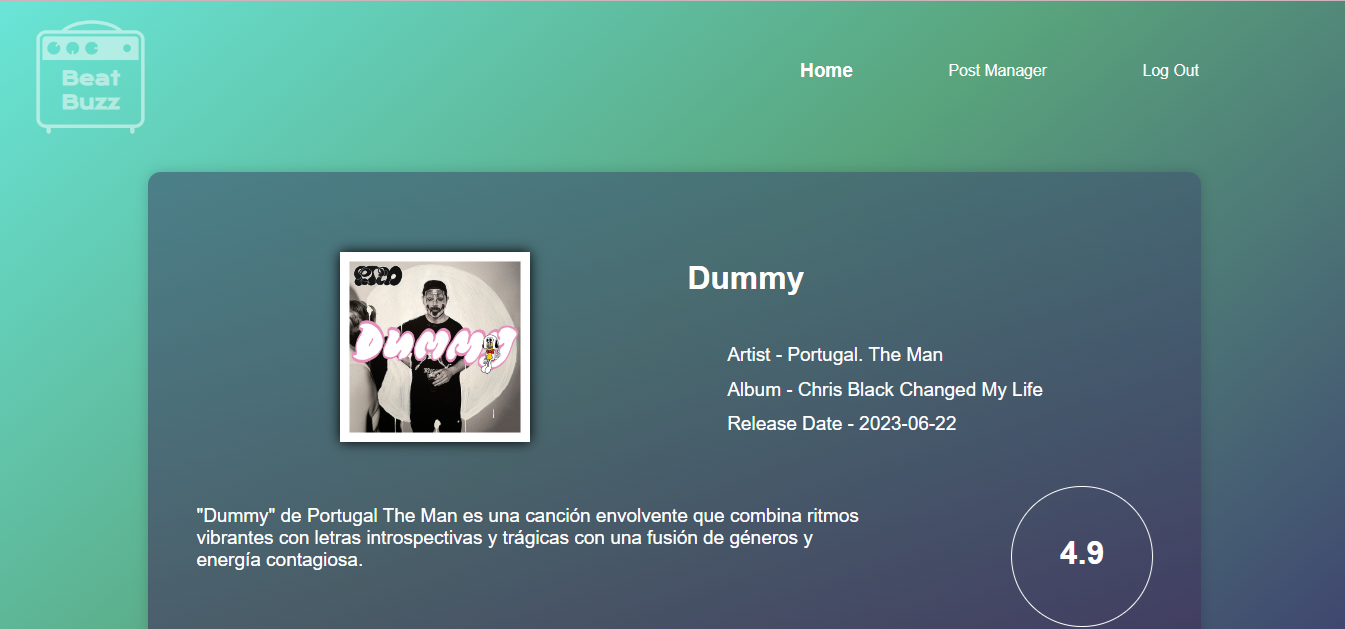 Beat
Buzz
Home
Post Manager
Log Out
DUMMY
Dummy
Artist - Portugal. The Man
Album - Chris Black Changed My Life
Release Date - 2023-06-22
"Dummy" de Portugal The Man es una canción envolvente que combina ritmos
vibrantes con letras introspectivas y trágicas con una fusión de géneros y
energía contagiosa.
4.9